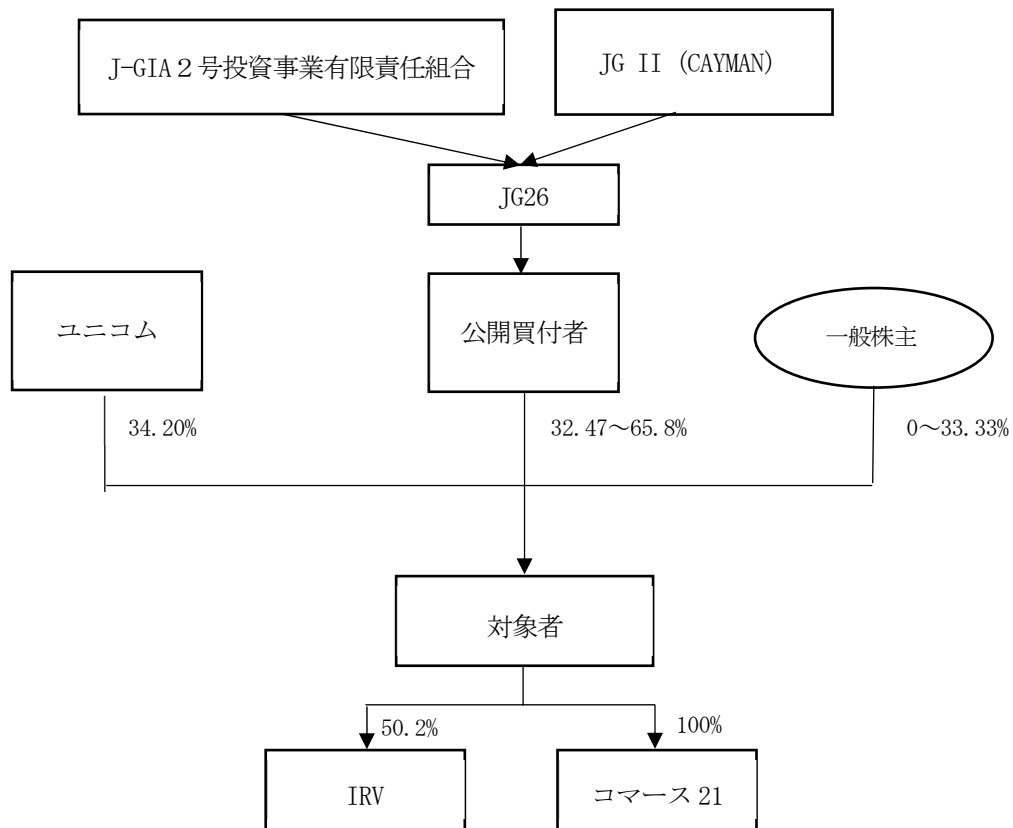 J-GIA２号投資事業有限責任組合
JG II (CAYMAN)
JG26
ユニコム
公開買付者
一般株主
34.20%
32.47～65.8%
0～33.33%
対象者
50.2%
100%
IRV
コマース 21